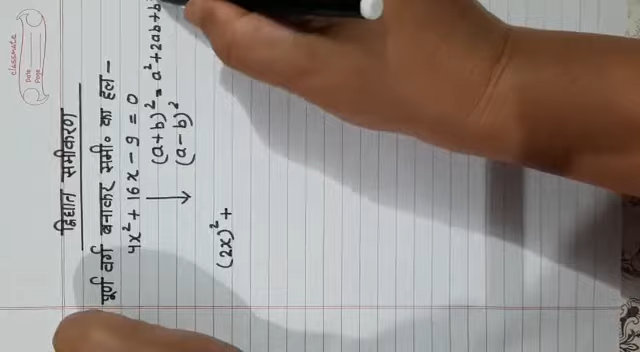 classmate
Date
Page
द्विघात समीकरण
पूर्ण वर्ग बनाकर समी० का हल -
4x² + 16x - 9 = 0
(a+b)² = a² + 2ab + b
(a-b)²
(2x)² +